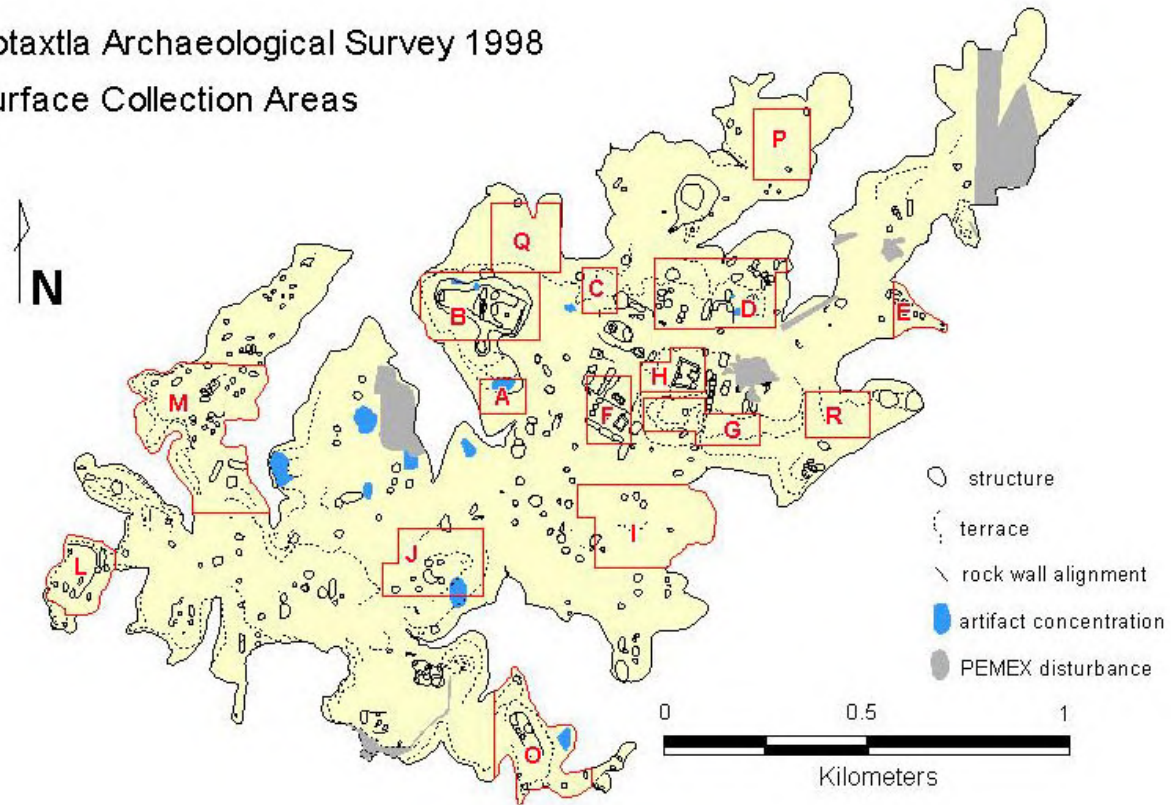 otaxtla Archaeological Survey 1998
urface Collection Areas
N
P
Q
C
B
D
E
H
A
M
F
G
R
I
J
L
O
structure
terrace
rock wall alignment
artifact concentration
PEMEX disturbance
0 0.5 1
Kilometers